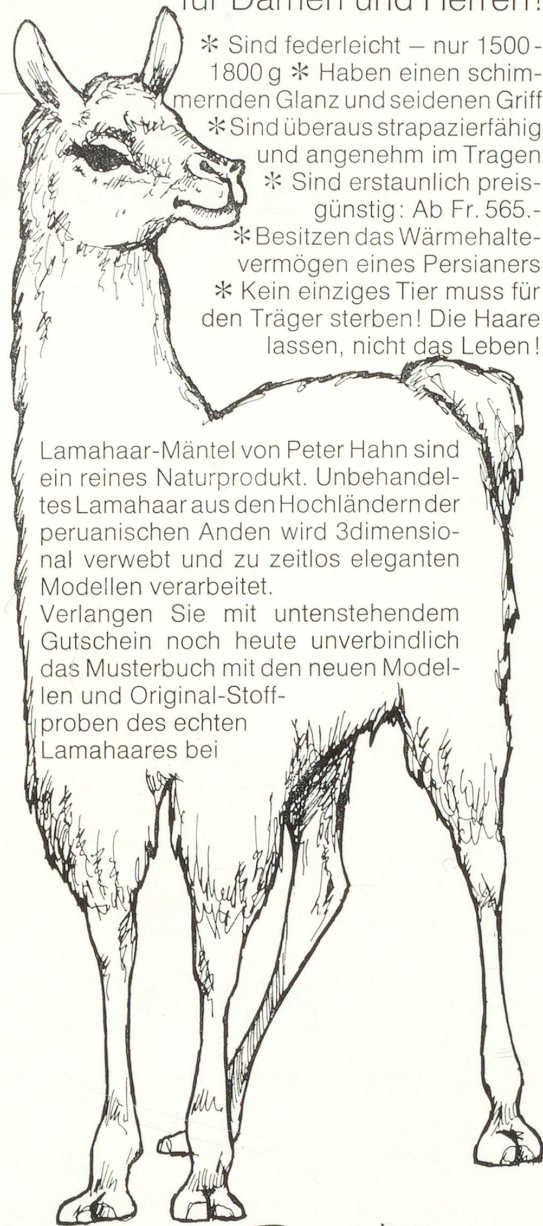 für Damen und Herren!
* Sind federleicht – nur 1500-
1800 g * Haben einen schim-
mernden Glanz und seidenen Griff
* Sind überaus strapazierfähig
und angenehm im Tragen
* Sind erstaunlich preis-
günstig: Ab Fr. 565.-
* Besitzen das Wärmehalte-
vermögen eines Persianers
* Kein einziges Tier muss für
den Träger sterben! Die Haare
lassen, nicht das Leben!
Lamahaar-Mäntel von Peter Hahn sind
ein reines Naturprodukt. Unbehandel-
tes Lamahaar aus den Hochländern der
peruanischen Anden wird 3dimensio-
nal verwebt und zu zeitlos eleganten
Modellen verarbeitet.
Verlangen Sie mit untenstehendem
Gutschein noch heute unverbindlich
das Musterbuch mit den neuen Model-
len und Original-Stoff-
proben des echten
Lamahaares bei